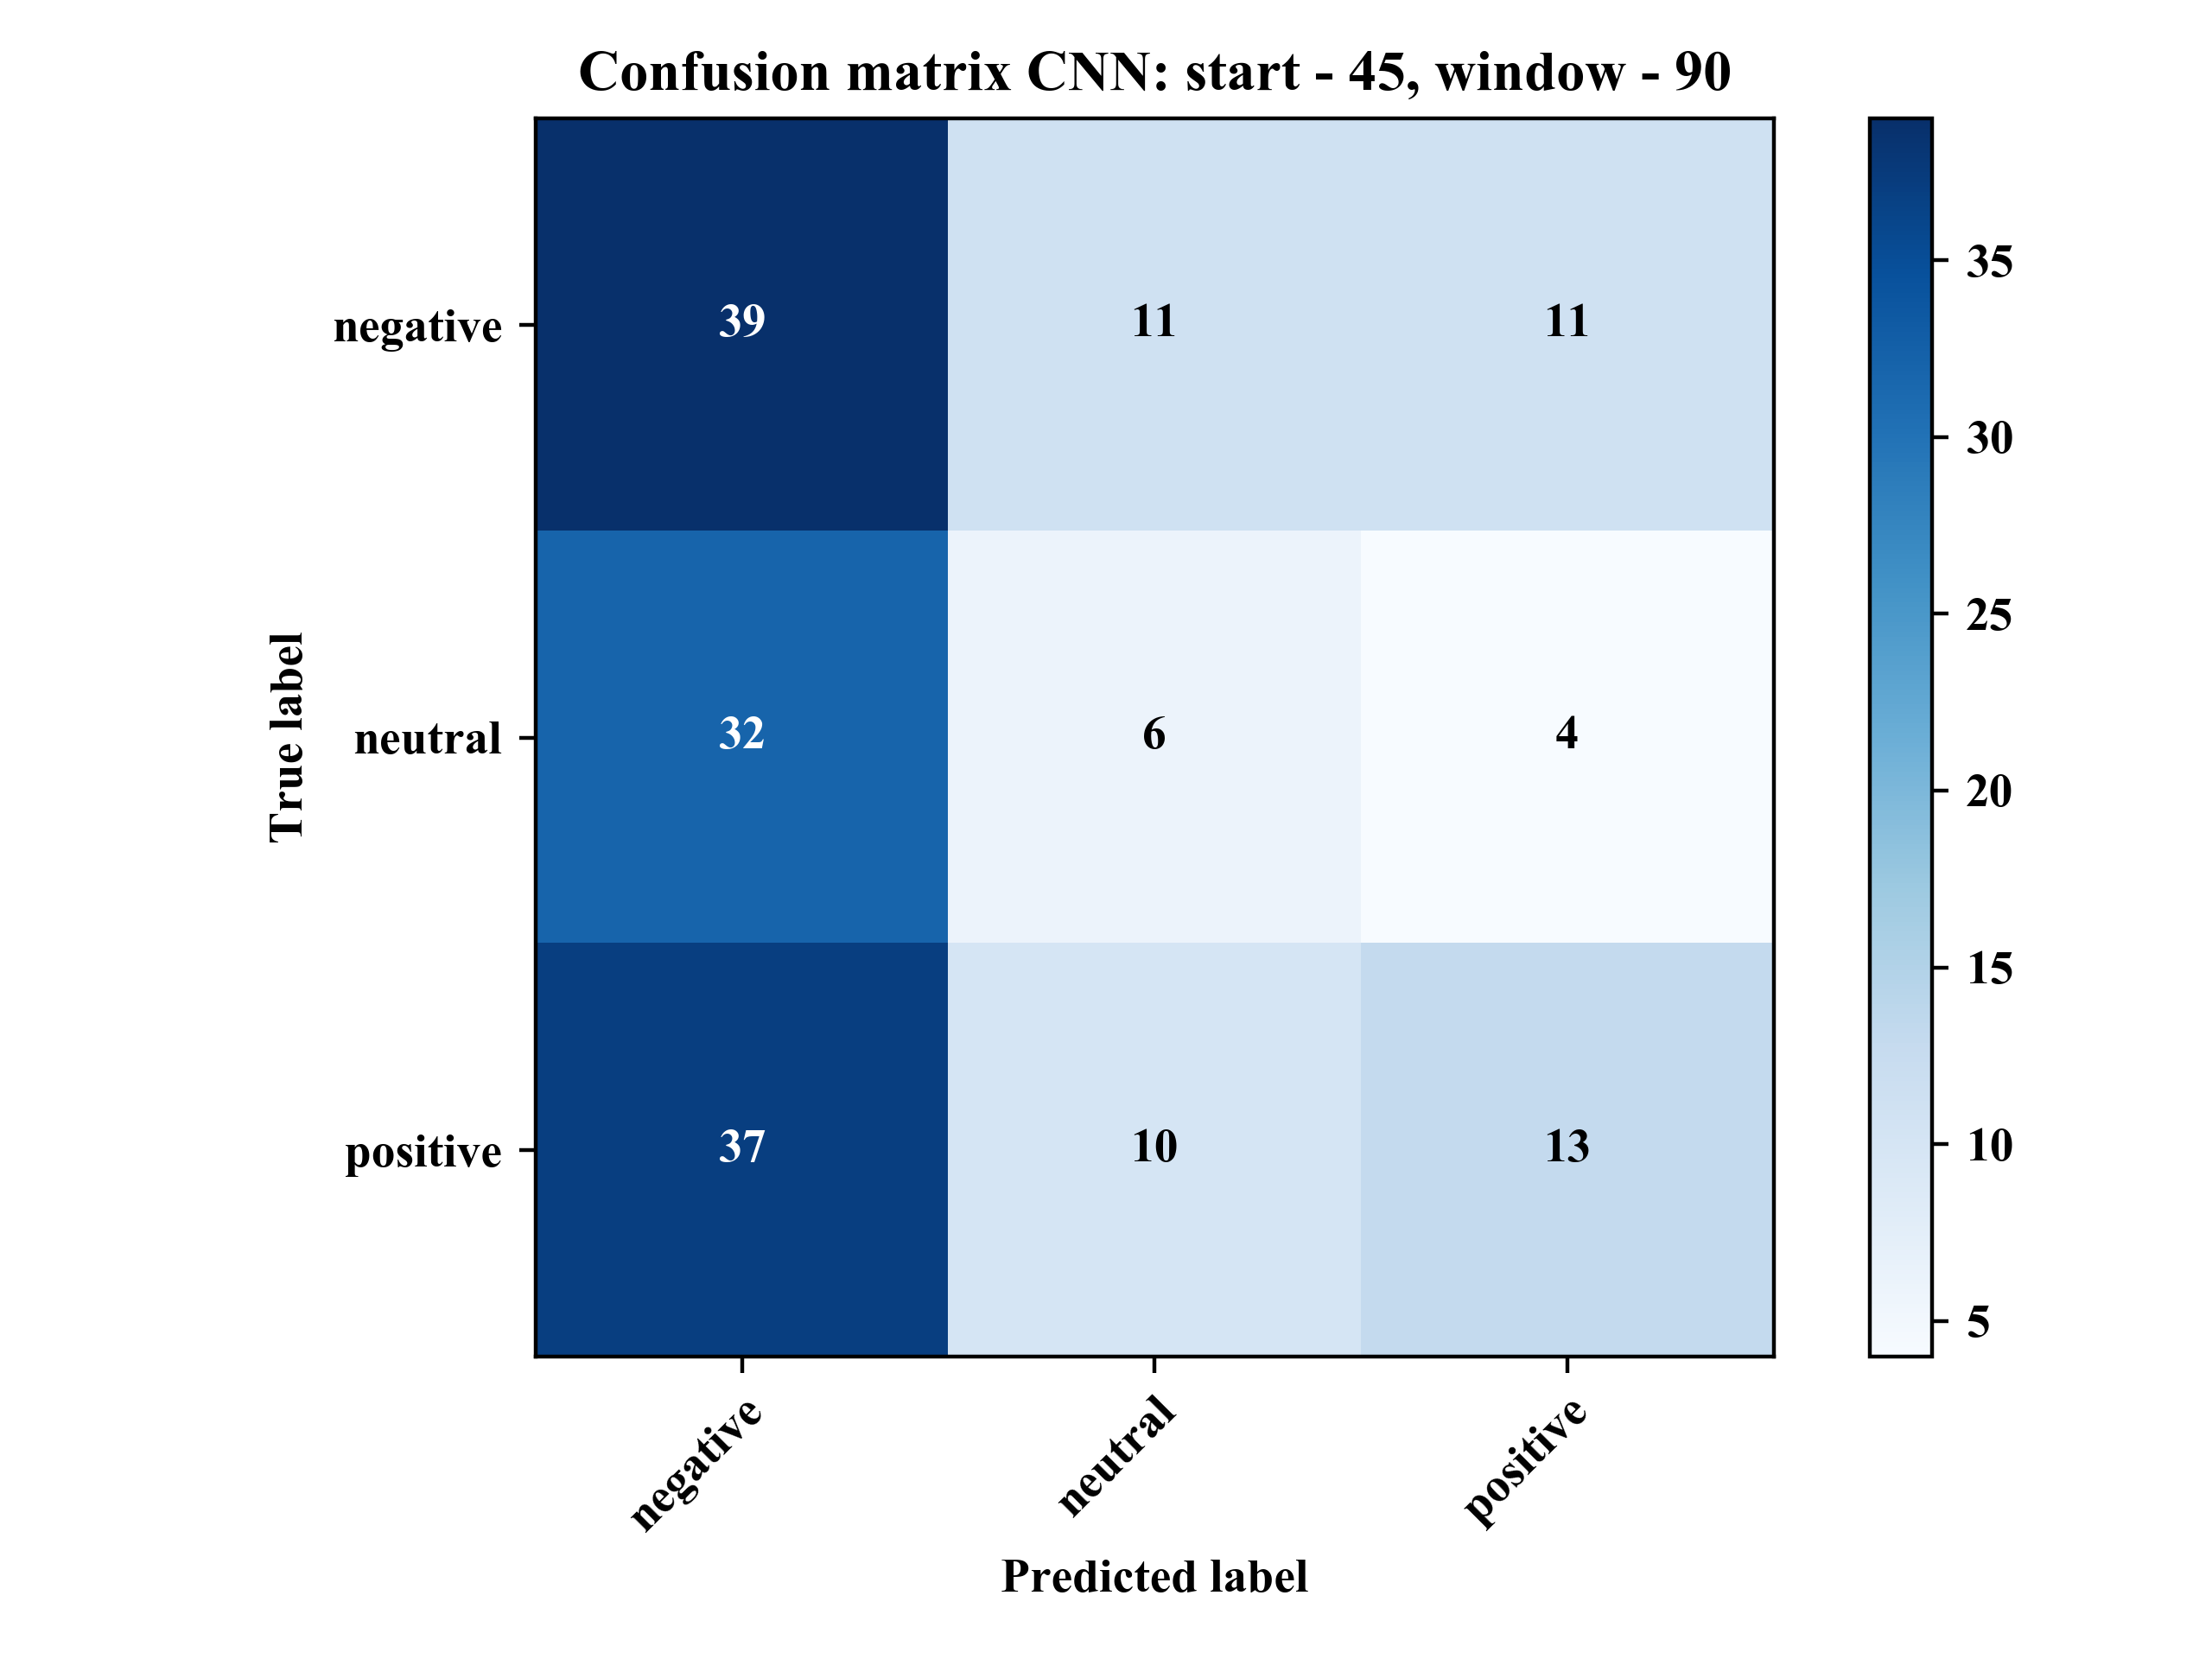 Confusion matrix CNN: start - 45, window - 90
negative 39 11 11
neutral 32 6 4
positive 37 10 13
True label
negative neutral positive
Predicted label
35
30
25
20
15
10
5